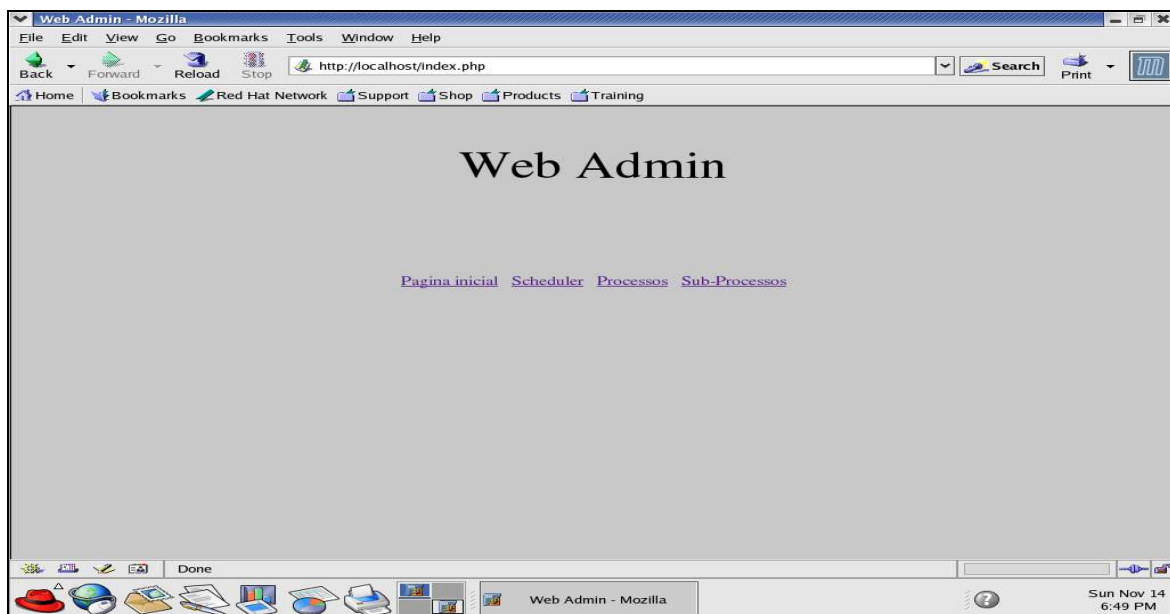 Web Admin - Mozilla
File Edit View Go Bookmarks Tools Window Help
Back Forward Reload Stop http://localhost/index.php Search Print
Home Bookmarks Red Hat Network Support Shop Products Training
Web Admin
Pagina inicial Scheduler Processos Sub-Processos
Done
Web Admin - Mozilla
Sun Nov 14
6:49 PM